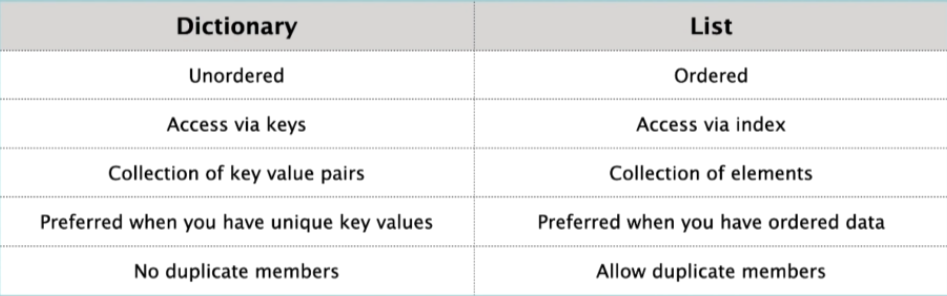 Dictionary List
Unordered Ordered
Access via keys Access via index
Collection of key value pairs Collection of elements
Preferred when you have unique key values Preferred when you have ordered data
No duplicate members Allow duplicate members